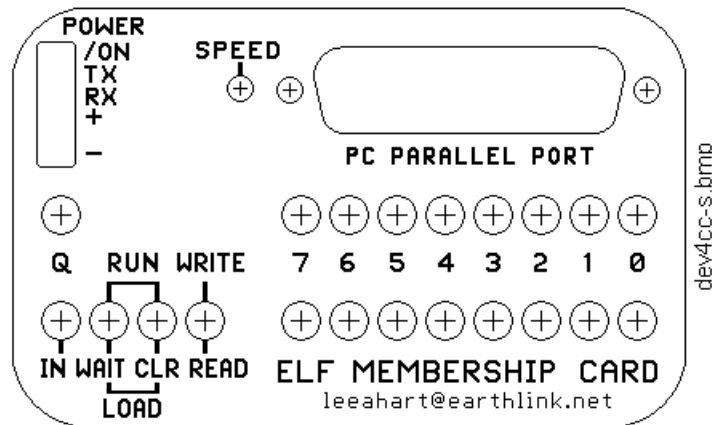 POWER
/ON
TX
RX
+
−
SPEED
PC PARALLEL PORT
Q RUN WRITE 7 6 5 4 3 2 1 0
IN WAIT CLR READ
LOAD
ELF MEMBERSHIP CARD
leeahart@earthlink.net
dev4cc-s.bmp